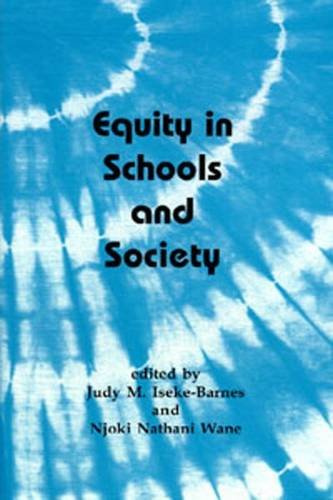 Equity in
Schools
and
Society
edited by
Judy M. Iseke-Barnes
and
Njoki Nathani Wane